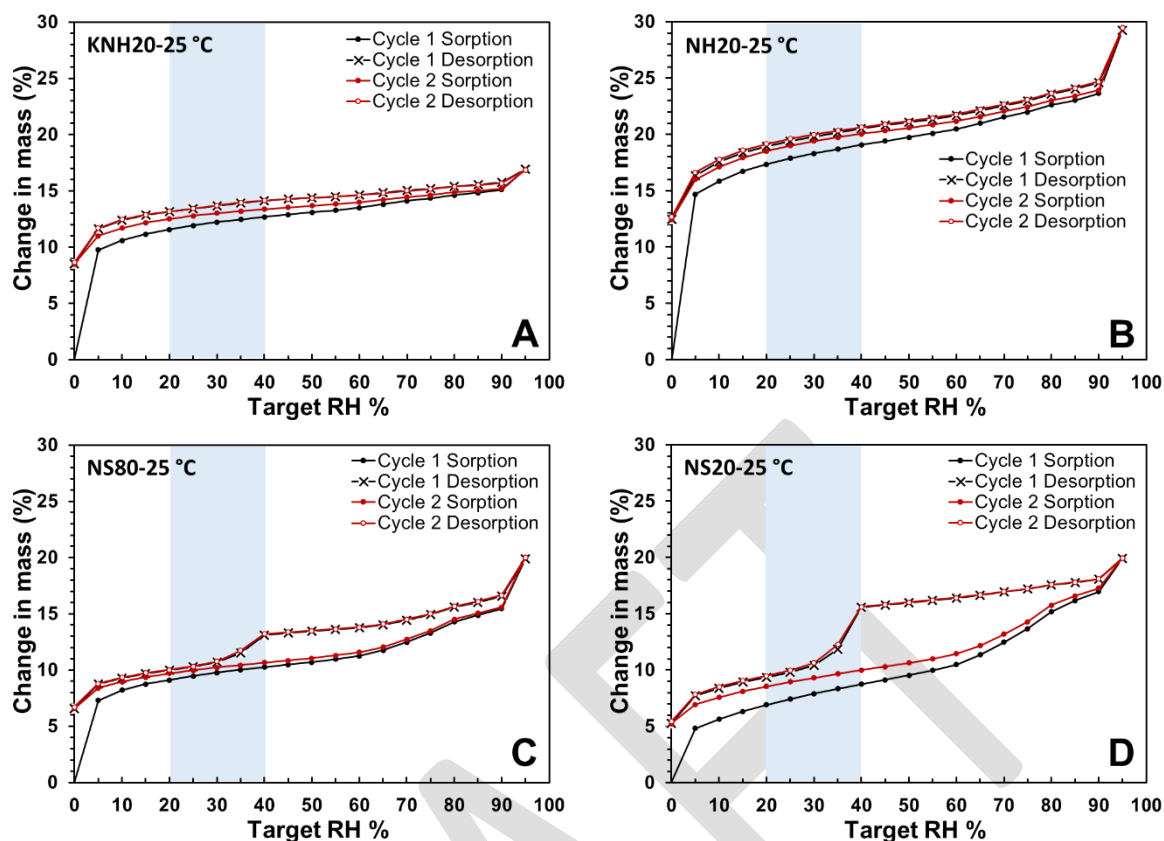 KNH20-25 °C
Cycle 1 Sorption
Cycle 1 Desorption
Cycle 2 Sorption
Cycle 2 Desorption
Change in mass (%)
30
25
20
15
10
5
0
0 10 20 30 40 50 60 70 80 90 100
Target RH %
A
NH20-25 °C
Cycle 1 Sorption
Cycle 1 Desorption
Cycle 2 Sorption
Cycle 2 Desorption
Change in mass (%)
30
25
20
15
10
5
0
0 10 20 30 40 50 60 70 80 90 100
Target RH %
B
NS80-25 °C
Cycle 1 Sorption
Cycle 1 Desorption
Cycle 2 Sorption
Cycle 2 Desorption
Change in mass (%)
30
25
20
15
10
5
0
0 10 20 30 40 50 60 70 80 90 100
Target RH %
C
NS20-25 °C
Cycle 1 Sorption
Cycle 1 Desorption
Cycle 2 Sorption
Cycle 2 Desorption
Change in mass (%)
30
25
20
15
10
5
0
0 10 20 30 40 50 60 70 80 90 100
Target RH %
D